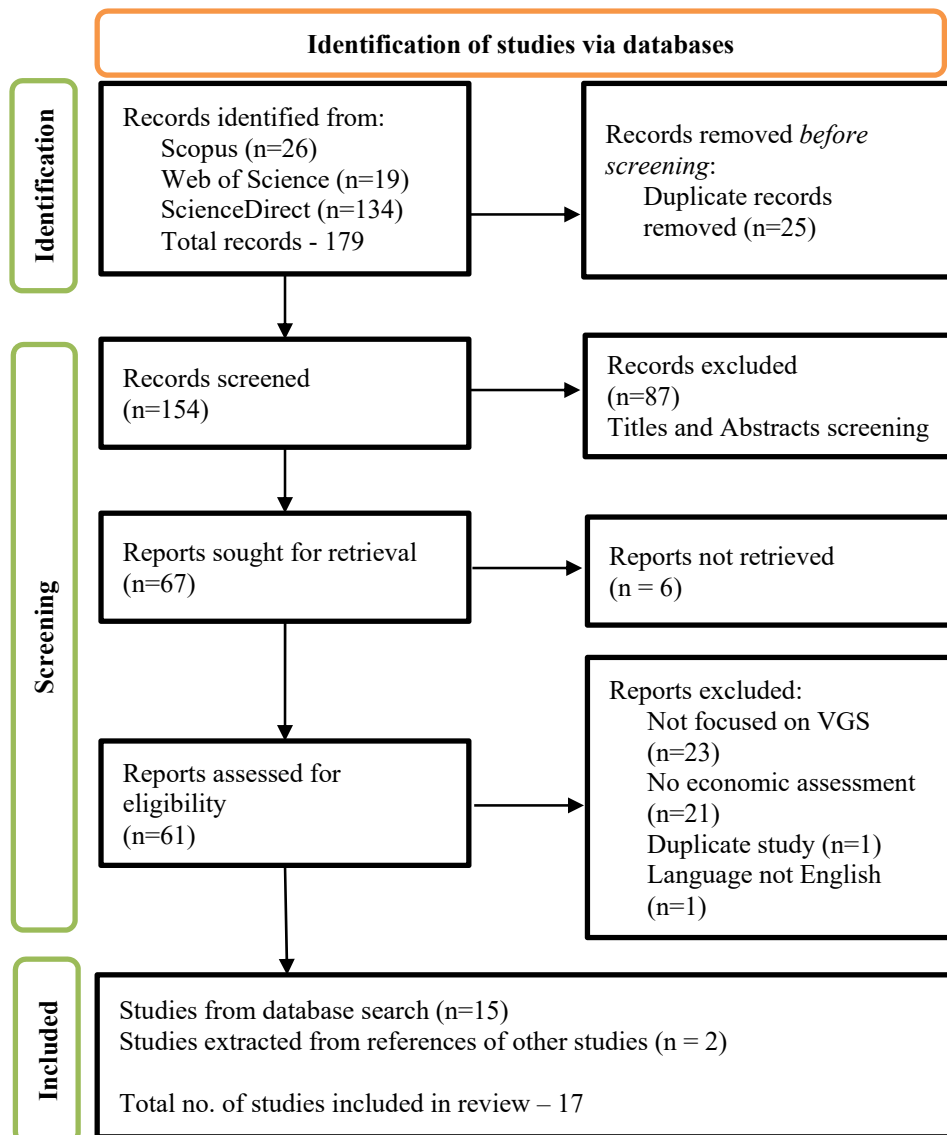 Identification of studies via databases
Identification
Records identified from:
Scopus (n=26)
Web of Science (n=19)
ScienceDirect (n=134)
Total records - 179
Records removed before
screening:
Duplicate records
removed (n=25)
Screening
Records screened
(n=154)
Records excluded
(n=87)
Titles and Abstracts screening
Reports sought for retrieval
(n=67)
Reports not retrieved
(n = 6)
Reports assessed for
eligibility
(n=61)
Reports excluded:
Not focused on VGS
(n=23)
No economic assessment
(n=21)
Duplicate study (n=1)
Language not English
(n=1)
Included
Studies from database search (n=15)
Studies extracted from references of other studies (n = 2)
Total no. of studies included in review – 17